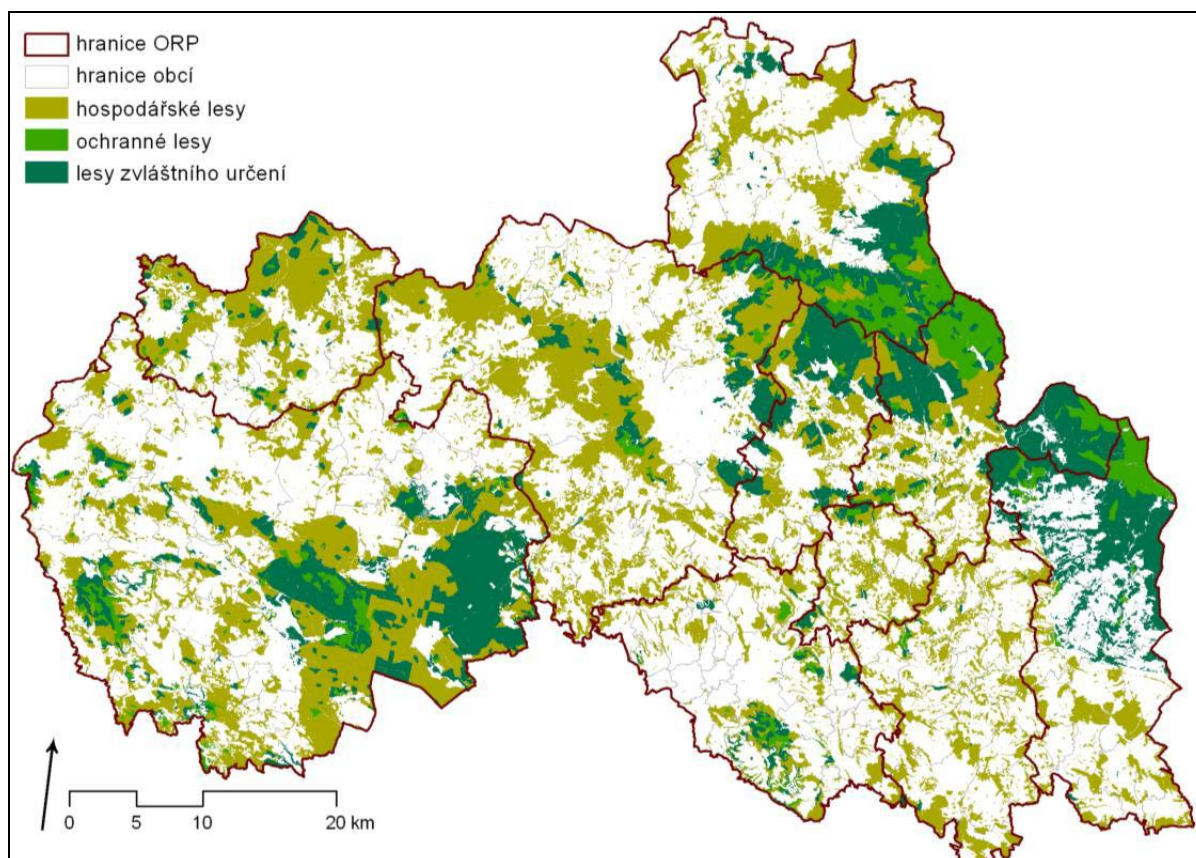 hranice ORP
hranice obcí
hospodářské lesy
ochranné lesy
lesy zvláštního určení
0 5 10 20 km